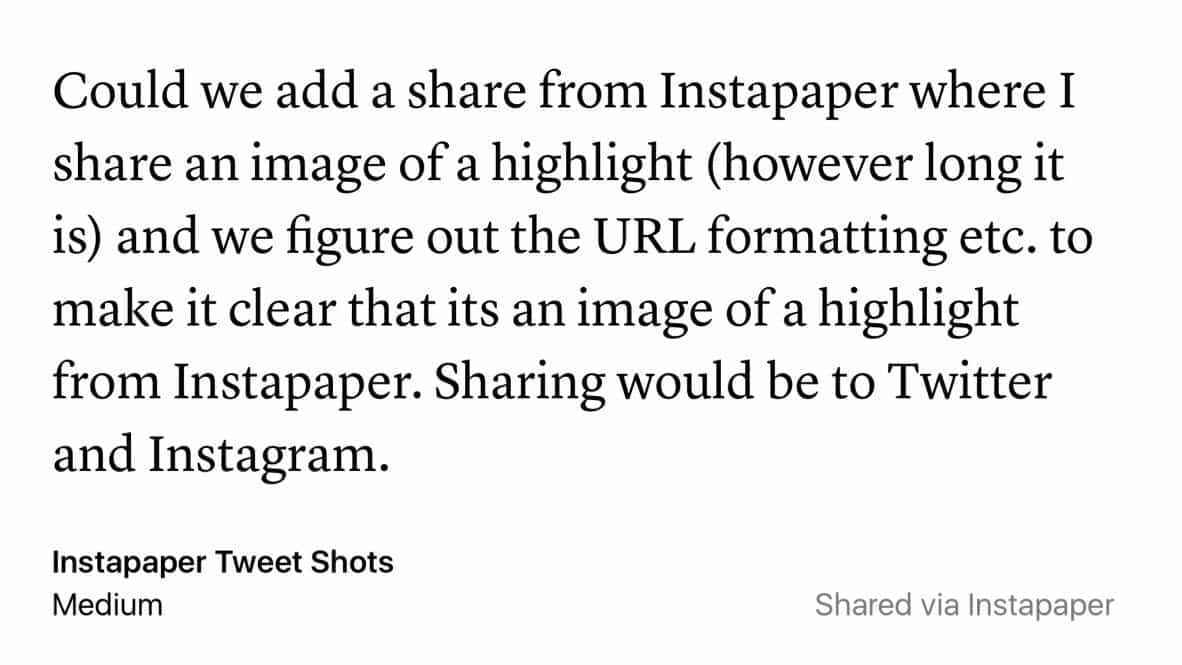 Could we add a share from Instapaper where I
share an image of a highlight (however long it
is) and we figure out the URL formatting etc. to
make it clear that its an image of a highlight
from Instapaper. Sharing would be to Twitter
and Instagram.
Instapaper Tweet Shots
Medium
Shared via Instapaper